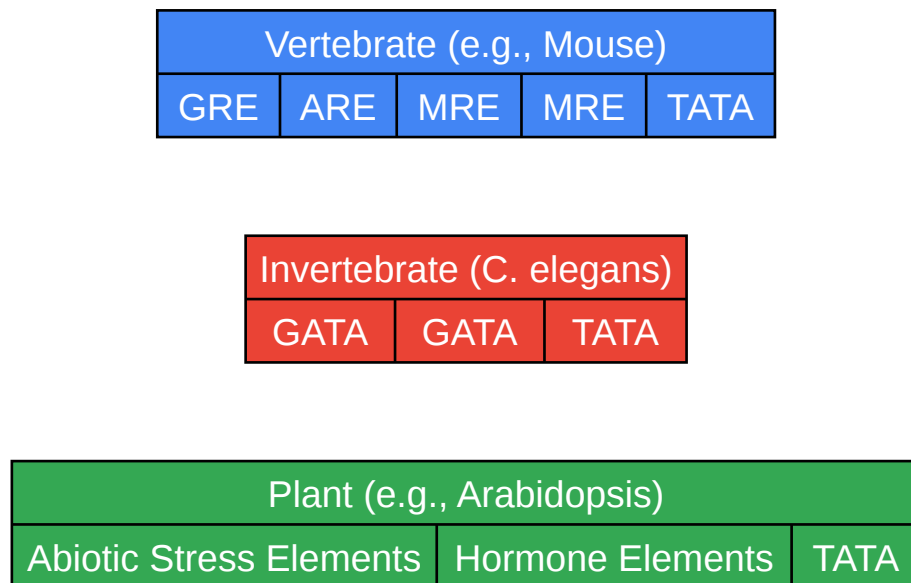 Vertebrate (e.g., Mouse)
GRE ARE MRE MRE TATA
Invertebrate (C. elegans)
GATA GATA TATA
Plant (e.g., Arabidopsis)
Abiotic Stress Elements Hormone Elements TATA